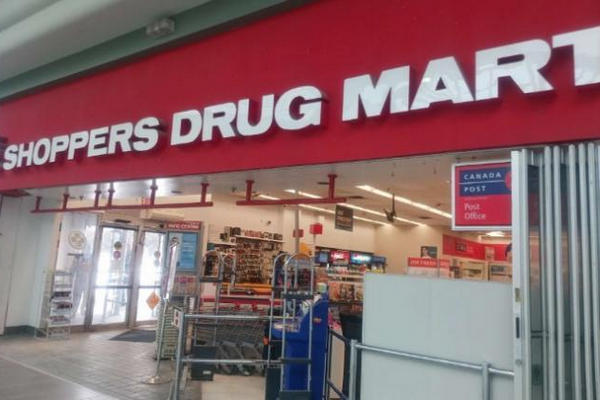 SHOPPERS DRUG MART
CANADA
POST
Post
Office